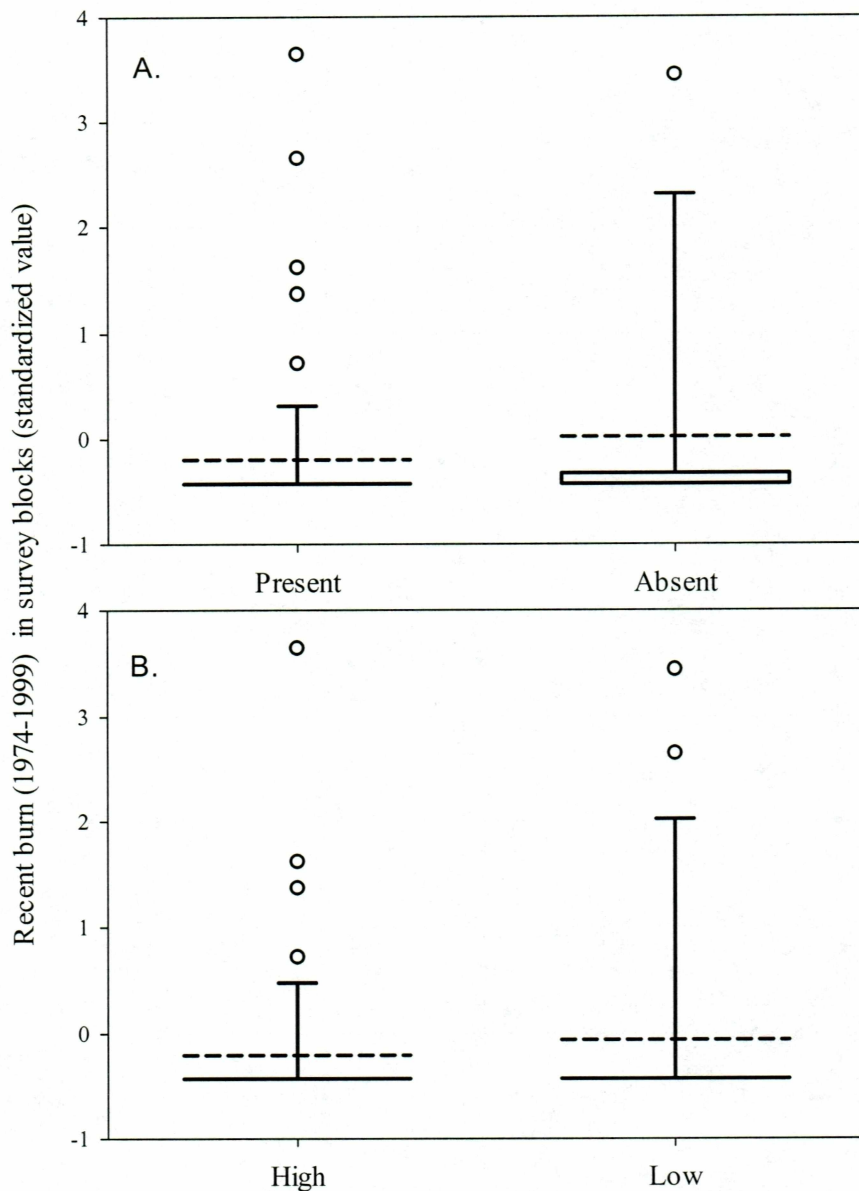 Recent burn (1974-1999) in survey blocks (standardized value)
A.
4
3
2
1
0
-1
Present Absent
B.
4
3
2
1
0
-1
High Low